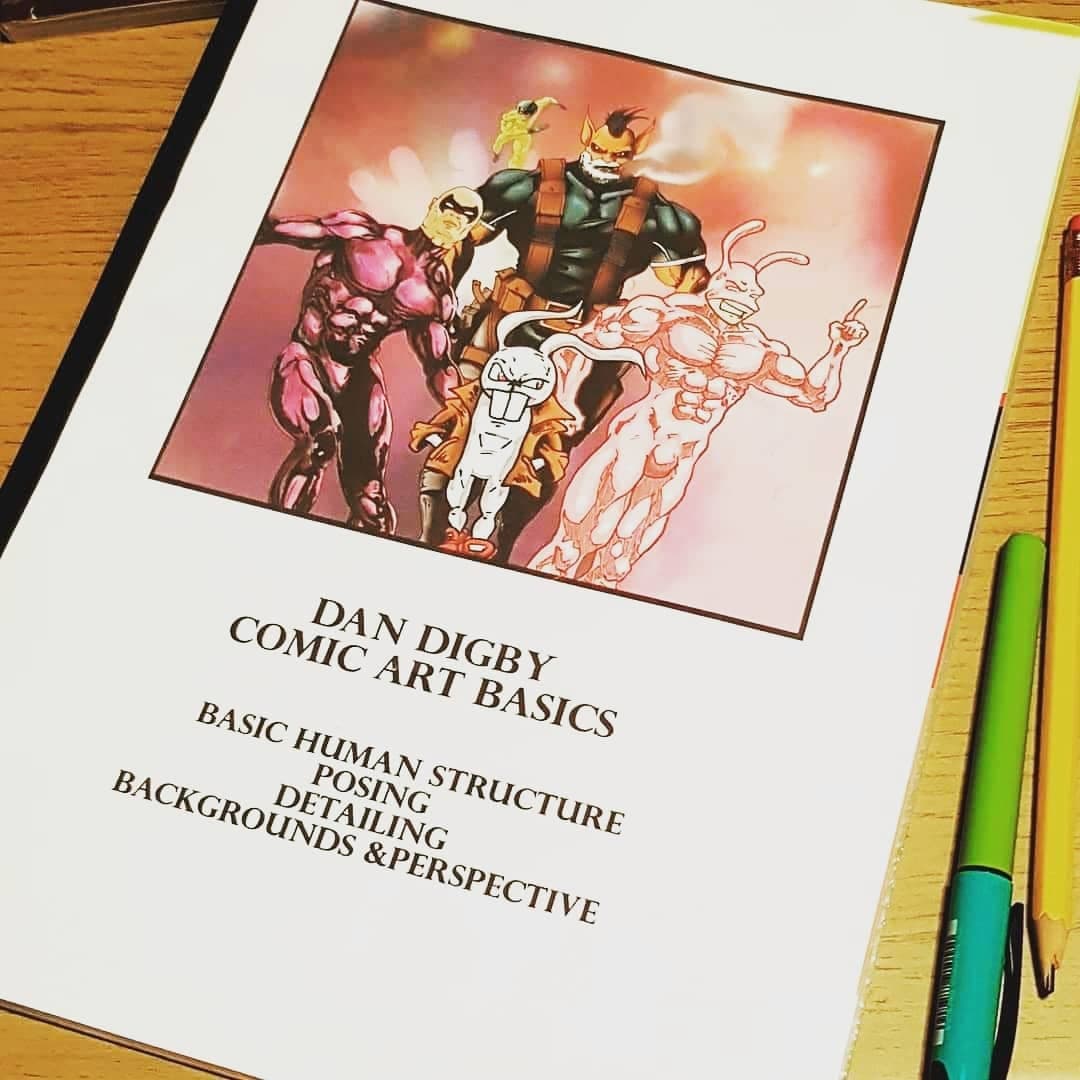 DAN DIGBY
COMIC ART BASICS
BASIC HUMAN STRUCTURE
POSING
DETAILING
BACKGROUNDS &PERSPECTIVE